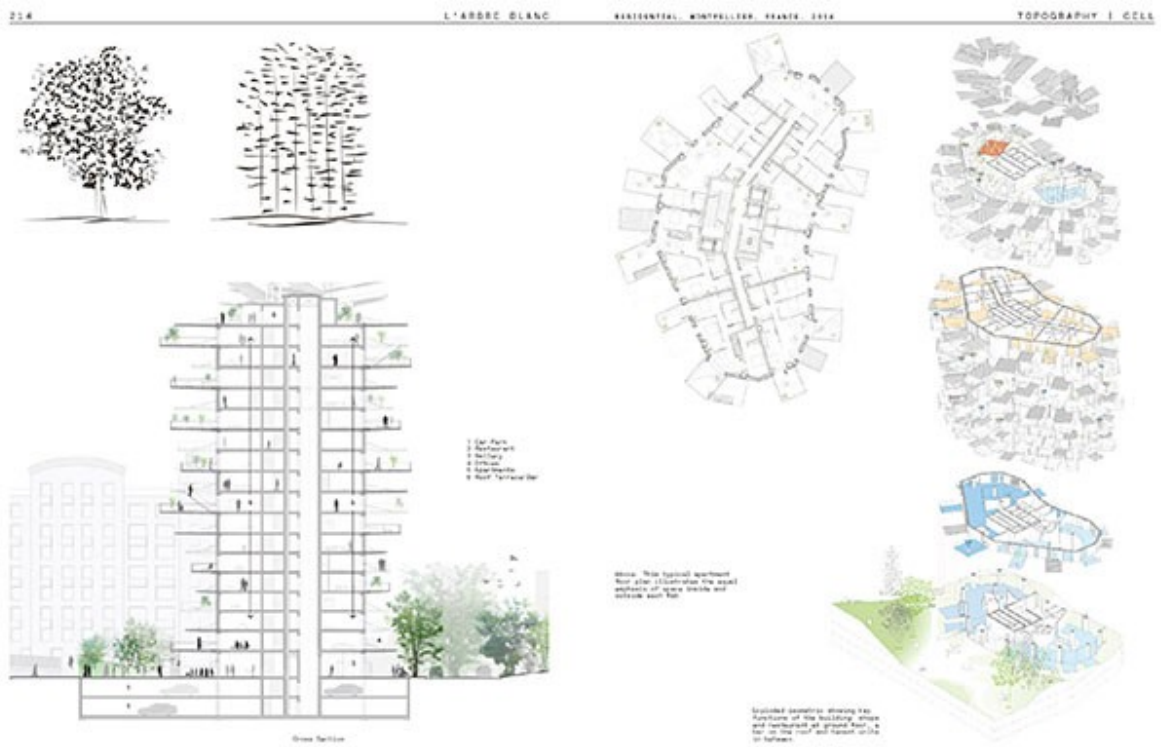 214
L'ARBRE BLANC
RESIDENTIAL, MONTPELLIER, FRANCE, 2014
TOPOGRAPHY | CELL
1 Car Park
2 Restaurant
3 Gallery
4 Offices
5 Apartments
6 Roof Terrace/Bar
Above. This typical apartment
floor plan illustrates the equal
emphasis of space inside and
outside each flat.
Exploded isometric showing key
functions of the building: shops
and restaurant at ground floor, a
bar on the roof and tenant units
in between.
Cross Section